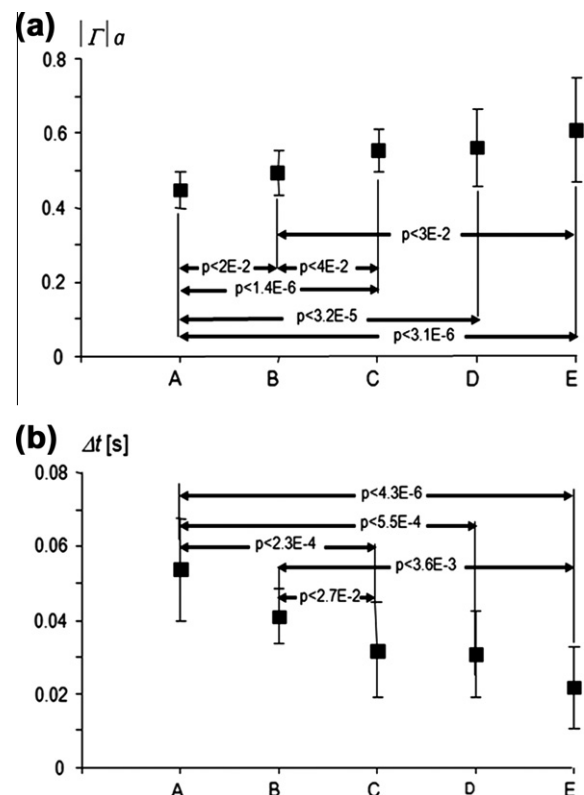 (a) |Γ| a
0.8
0.6
0.4
p<3E-2
p<2E-2 p<4E-2
0.2
p<1.4E-6
p<3.2E-5
p<3.1E-6
0
A B C D E
(b) Δt [s]
0.08
p<4.3E-6
p<5.5E-4
0.06
p<2.3E-4
p<3.6E-3
p<2.7E-2
0.04
0.02
0
A B C D E